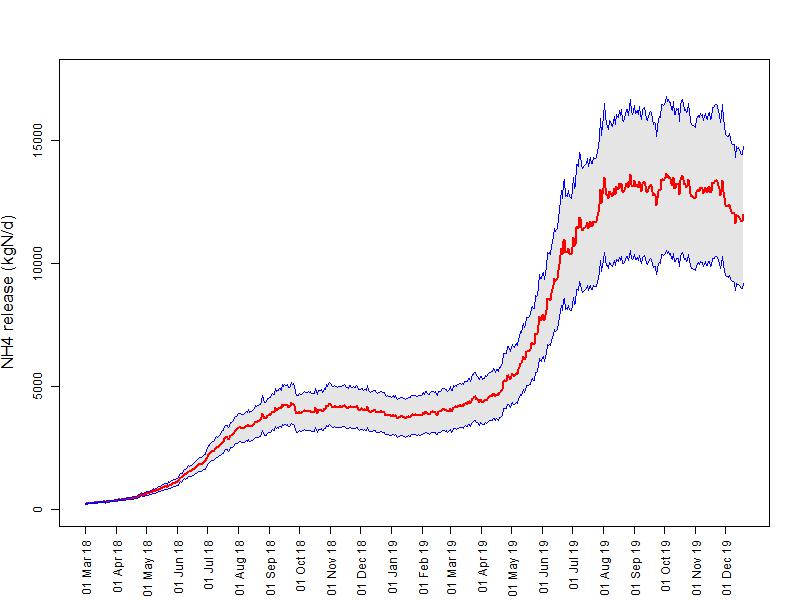 NH4 release (kgN/d)
15000
10000
5000
0
01 Mar 18
01 Apr 18
01 May 18
01 Jun 18
01 Jul 18
01 Aug 18
01 Sep 18
01 Oct 18
01 Nov 18
01 Dec 18
01 Jan 19
01 Feb 19
01 Mar 19
01 Apr 19
01 May 19
01 Jun 19
01 Jul 19
01 Aug 19
01 Sep 19
01 Oct 19
01 Nov 19
01 Dec 19